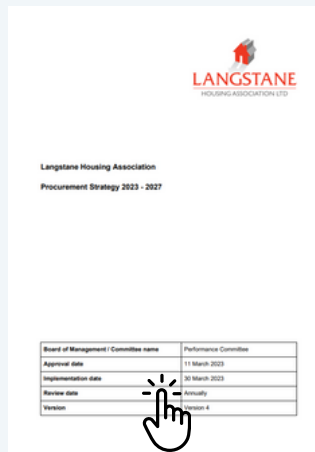 LANGSTANE
HOUSING ASSOCIATION LTD
Langstane Housing Association
Procurement Strategy 2023 - 2027
Board of Management / Committee name Performance Committee
Approval date 11 March 2023
Implementation date 30 March 2023
Review date Annually
Version Version 4